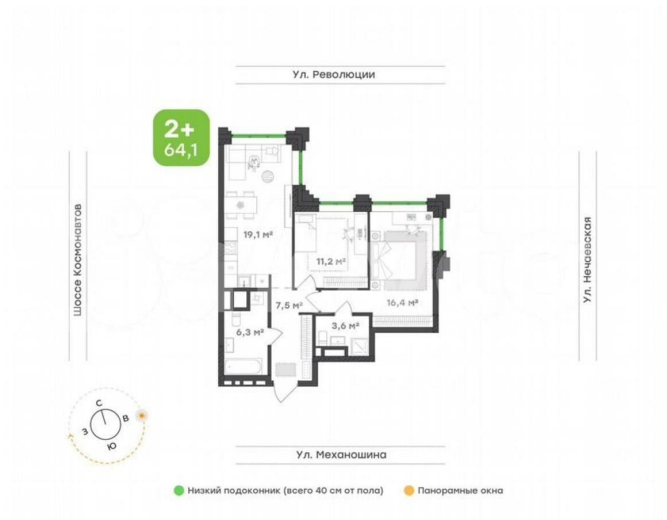 Ул. Революции
2+
64,1
Шоссе Космонавтов
Ул. Нечаевская
19,1 м²
11,2 м²
16,4 м²
7,5 м²
6,3 м²
3,6 м²
С
В
З
Ю
Ул. Механошина
Низкий подоконник (всего 40 см от пола)
Панорамные окна